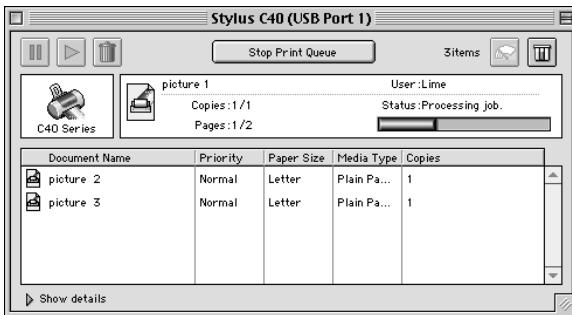 Stylus C40 (USB Port 1)
Stop Print Queue
3items
C40 Series
picture 1
User:Lime
Copies:1/1
Status:Processing job.
Pages:1/2
Document Name Priority Paper Size Media Type Copies
picture 2 Normal Letter Plain Pa... 1
picture 3 Normal Letter Plain Pa... 1
Show details